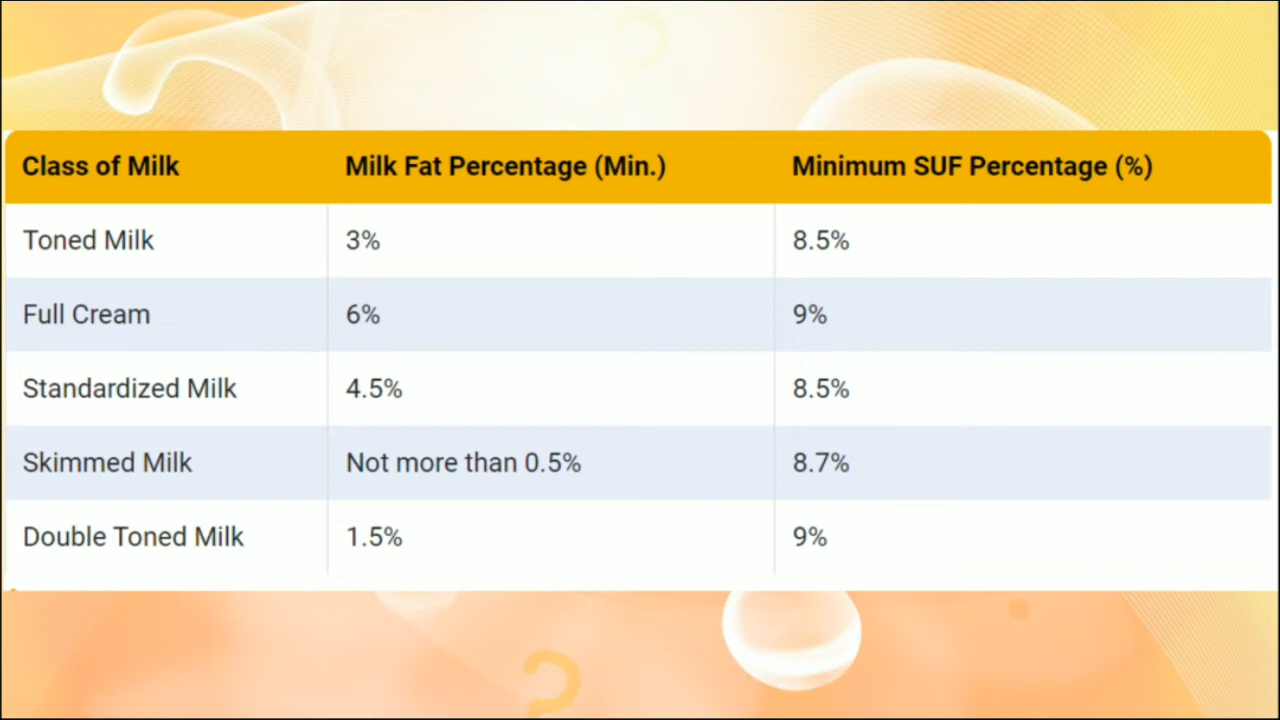 Class of Milk Milk Fat Percentage (Min.) Minimum SUF Percentage (%)
Toned Milk 3% 8.5%
Full Cream 6% 9%
Standardized Milk 4.5% 8.5%
Skimmed Milk Not more than 0.5% 8.7%
Double Toned Milk 1.5% 9%